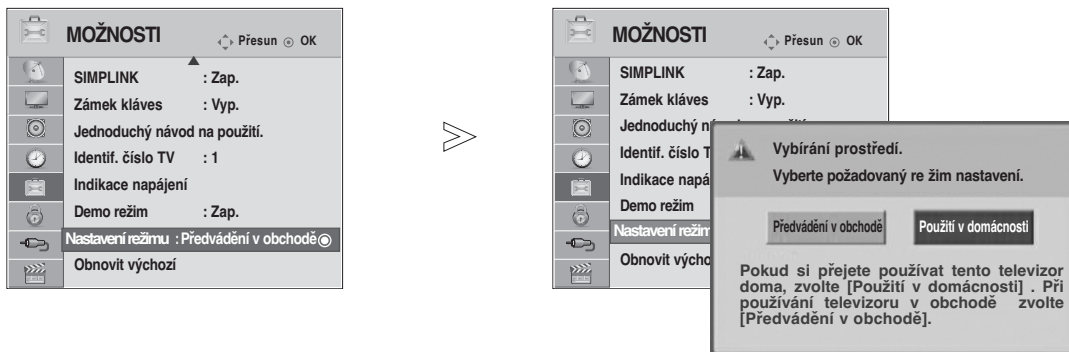 MOŽNOSTI
Přesun OK
SIMPLINK : Zap.
Zámek kláves : Vyp.
Jednoduchý návod na použití.
Identif. číslo TV : 1
Indikace napájení
Demo režim : Zap.
Nastavení režimu : Předvádění v obchodě
Obnovit výchozí
MOŽNOSTI
Přesun OK
SIMPLINK : Zap.
Zámek kláves : Vyp.
Jednoduchý
Identif. číslo T
Indikace napá
Demo režim
Nastavení režim
Obnovit výcho
Vybírání prostředí.
Vyberte požadovaný re žim nastavení.
Předvádění v obchodě
Použití v domácnosti
Pokud si přejete používat tento televizor
doma, zvolte [Použití v domácnosti] . Při
používání televizoru v obchodě zvolte
[Předvádění v obchodě].